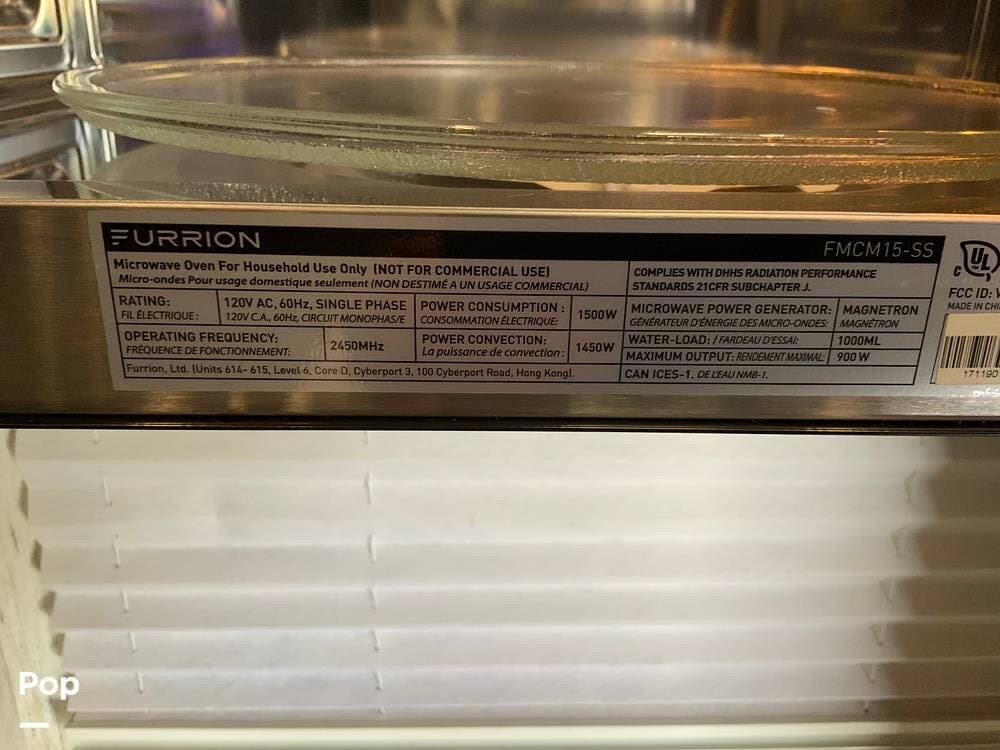 FURRION
FMCM15-SS
Microwave Oven For Household Use Only (NOT FOR COMMERCIAL USE)
Micro-ondes Pour usage domestique seulement (NON DESTIMÉ A UN USAGE COMMERCIAL)
COMPLIES WITH DHHS RADIATION PERFORMANCE
STANDARDS 21CFR SUBCHAPTER J.
RATING:
FIL ÉLECTRIQUE :
120V AC, 60Hz, SINGLE PHASE
120V C.A., 60Hz, CIRCUIT MONOPHAS/E
POWER CONSUMPTION :
CONSOMMATION ÉLECTRIQUE:
1500W
MICROWAVE POWER GENERATOR:
GÉNÉRATEUR D'ÉNERGIE DES MICRO-ONDES:
MAGNETRON
MAGNÉTRON
OPERATING FREQUENCY:
FRÉQUENCE DE FONCTIONNEMENT:
2450MHz
POWER CONVECTION:
La puissance de convection :
1450W
WATER-LOAD: / FARDEAU D'ESSAI:
1000ML
MAXIMUM OUTPUT: RENDEMENT MAXIMAL:
900 W
Furrion, Ltd. (Units 614- 615, Level 6, Core D, Cyberport 3, 100 Cyberport Road, Hong Kong).
CAN ICES-1. DE L'EAU NMB-1.
C UL
FCC ID:
MADE IN
171190
Pop